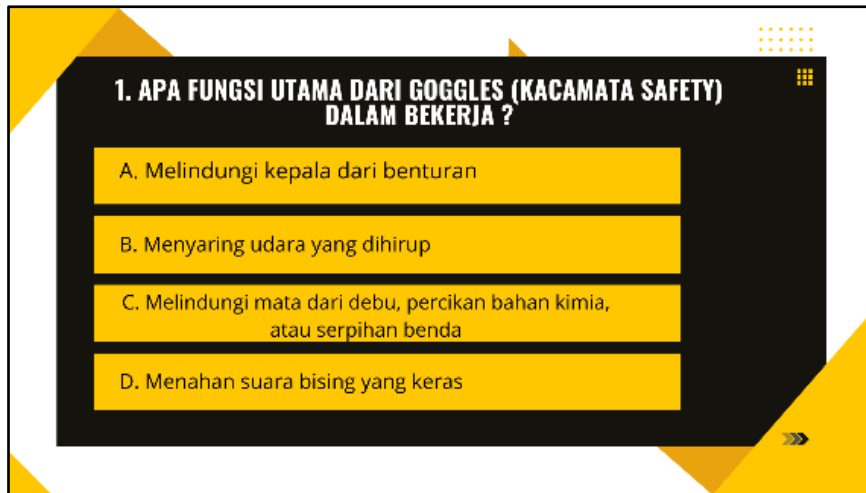 1. APA FUNGSI UTAMA DARI GOGGLES (KACAMATA SAFETY)
DALAM BEKERJA ?
A. Melindungi kepala dari benturan
B. Menyaring udara yang dihirup
C. Melindungi mata dari debu, percikan bahan kimia,
atau serpihan benda
D. Menahan suara bising yang keras